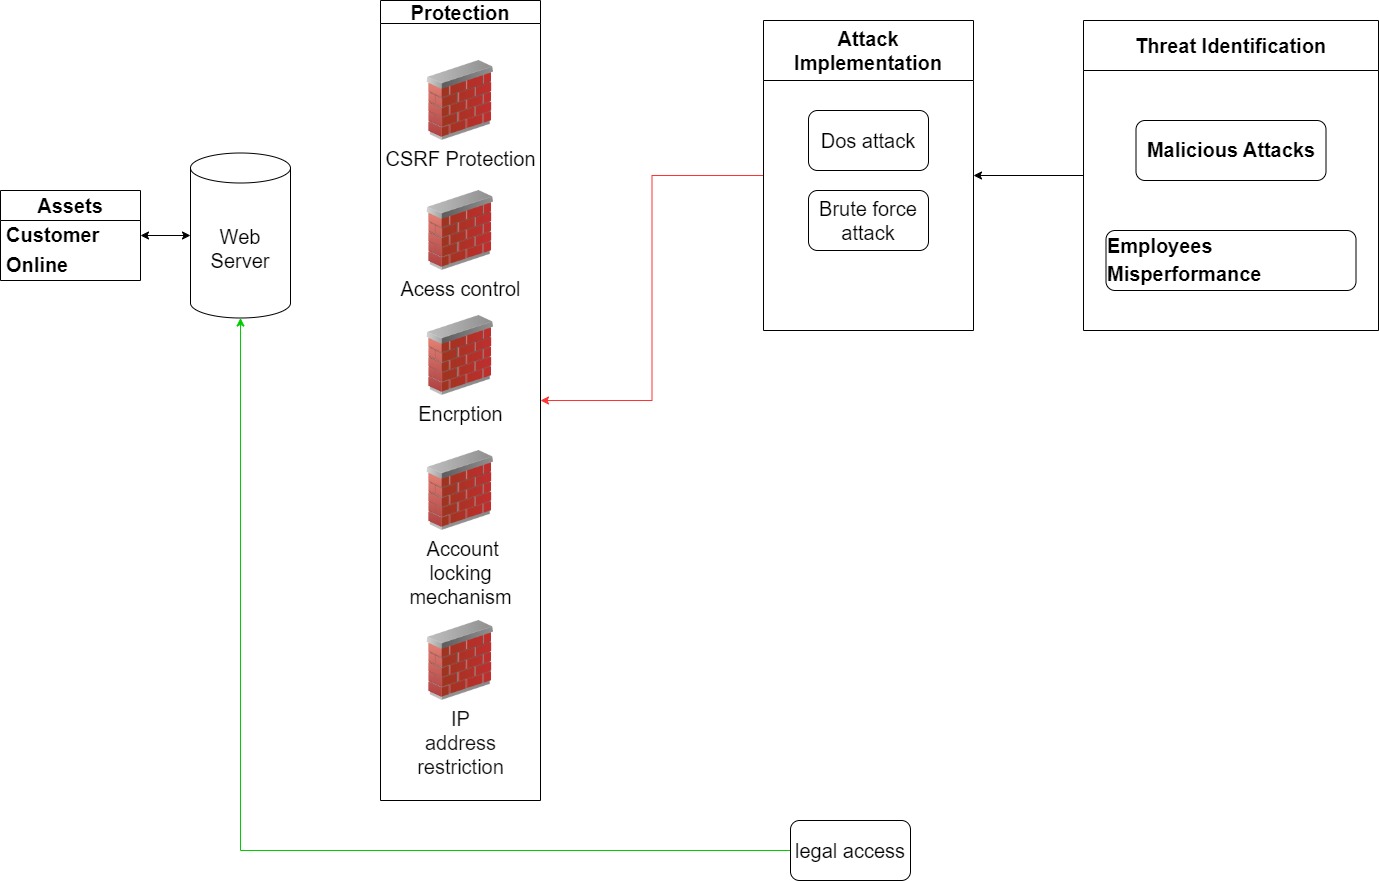 Protection
CSRF Protection
Acess control
Encrption
Account
locking
mechanism
IP
address
restriction
Attack
Implementation
Dos attack
Brute force
attack
Threat Identification
Malicious Attacks
Employees
Misperformance
Assets
Customer
Online
Web
Server
legal access